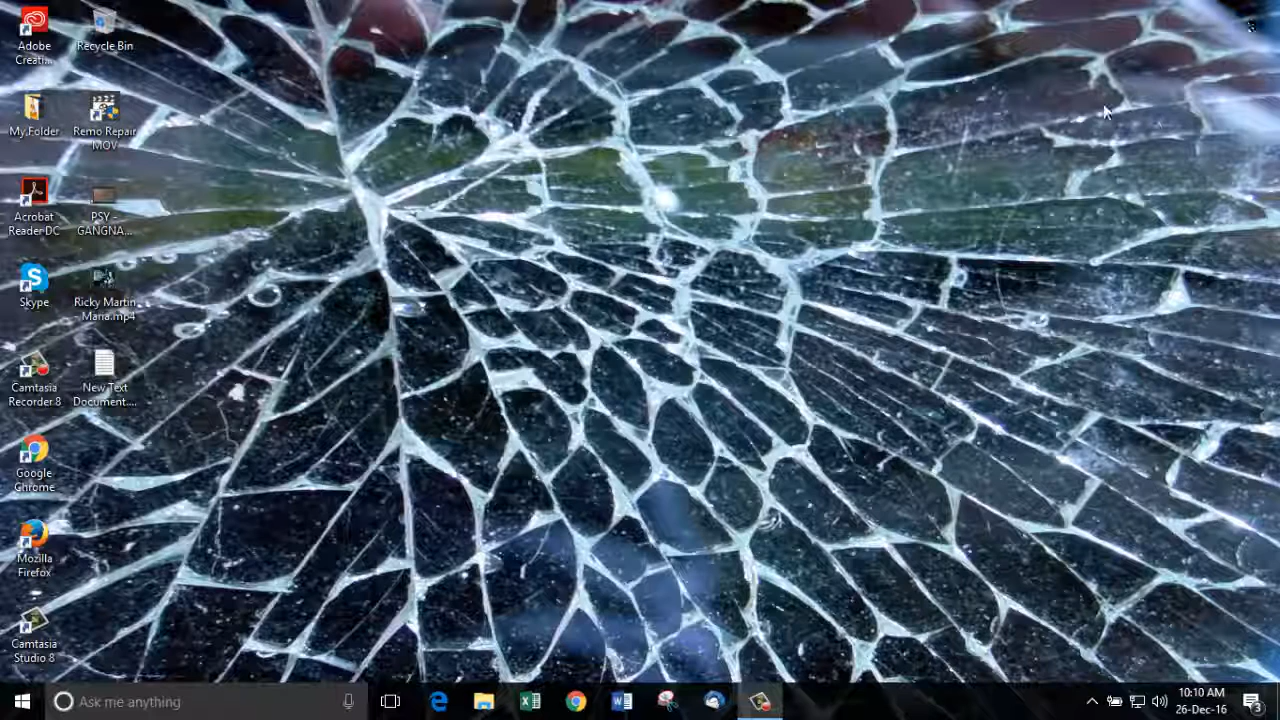 Adobe
Creati...
Recycle Bin
My.Folder
Remo Repair
MOV
Acrobat
Reader DC
PSY -
GANGNA...
Skype
Ricky Martin
- Maria.mp4
Camtasia
Recorder 8
New Text
Document....
Google
Chrome
Mozilla
Firefox
Camtasia
Studio 8
Ask me anything
10:10 AM
26-Dec-16
3